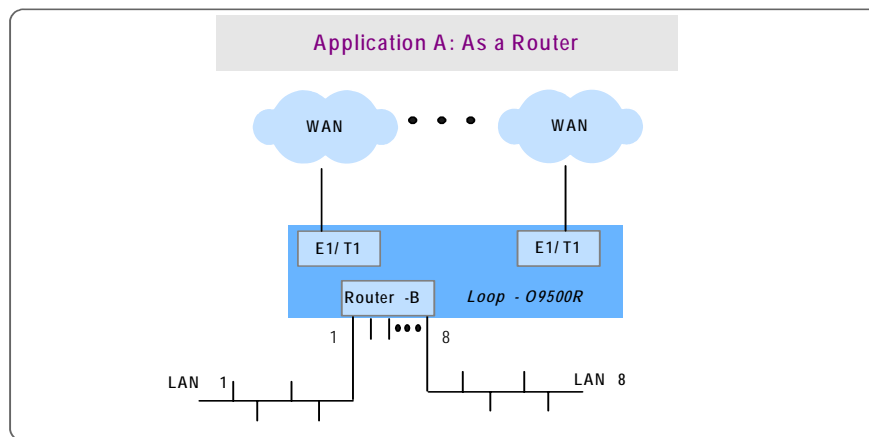 Application A: As a Router
WAN
WAN
E1/T1
E1/T1
Router -B
Loop - O9500R
1
8
LAN 1
LAN 8